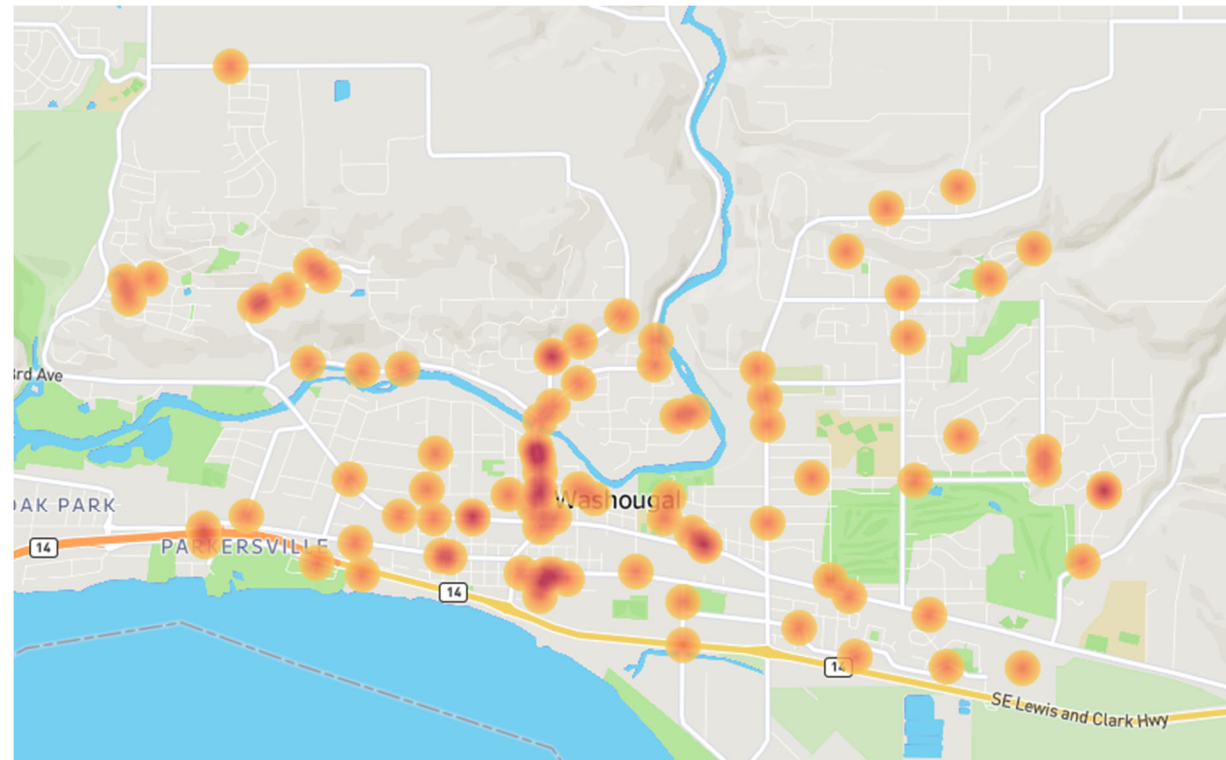 3rd Ave
OAK PARK
Washougal
14
PARKERSVILLE
14
14
SE Lewis and Clark Hwy